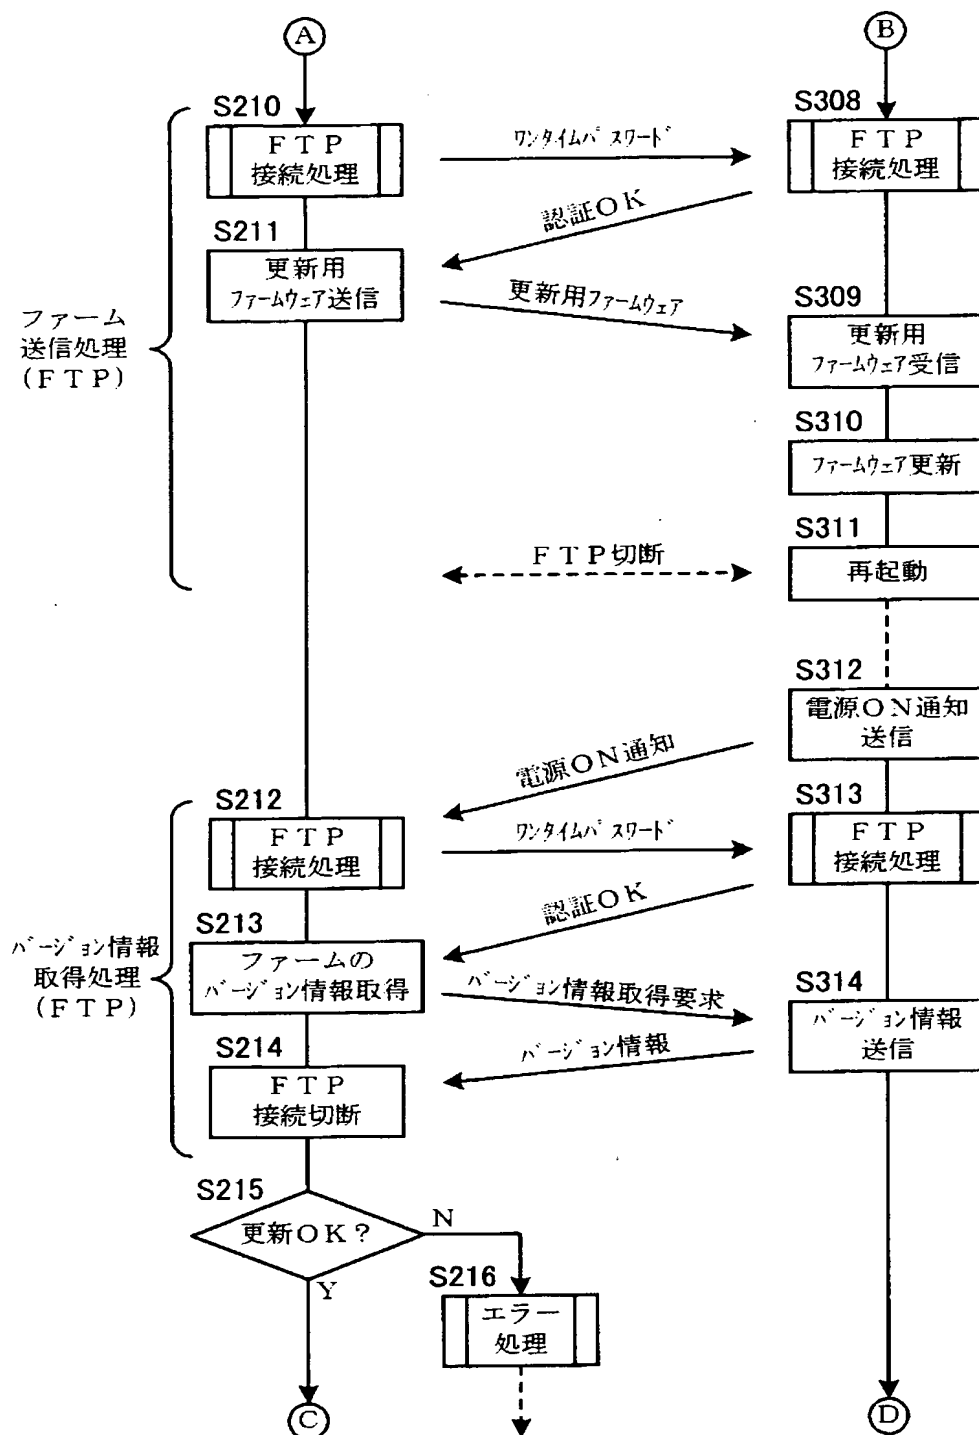 A
B
S210
FTP
接続処理
ワンタイムパスワード
S308
FTP
接続処理
認証OK
S211
更新用
ファームウェア送信
更新用ファームウェア
S309
更新用
ファームウェア受信
ファーム
送信処理
(FTP)
S310
ファームウェア更新
S311
再起動
FTP切断
S312
電源ON通知
送信
電源ON通知
S212
FTP
接続処理
ワンタイムパスワード
S313
FTP
接続処理
認証OK
S213
ファームの
バージョン情報取得
バージョン情報取得要求
バージョン情報
取得処理
(FTP)
S314
バージョン情報
送信
バージョン情報
S214
FTP
接続切断
S215
更新OK?
N
Y
S216
エラー
処理
C
D